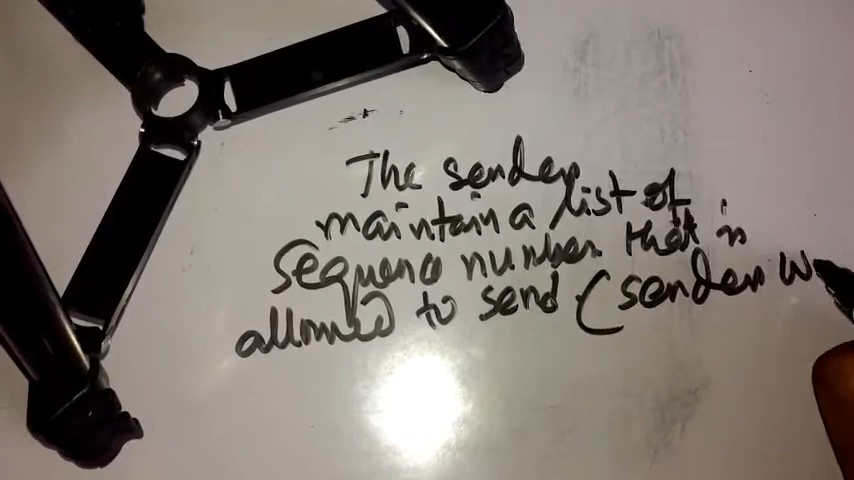 The sender
maintain a list of
Sequence number that is
allowed to send. (sender W